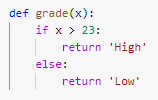 def grade(x):
    if x > 23:
        return 'High'
    else:
        return 'Low'